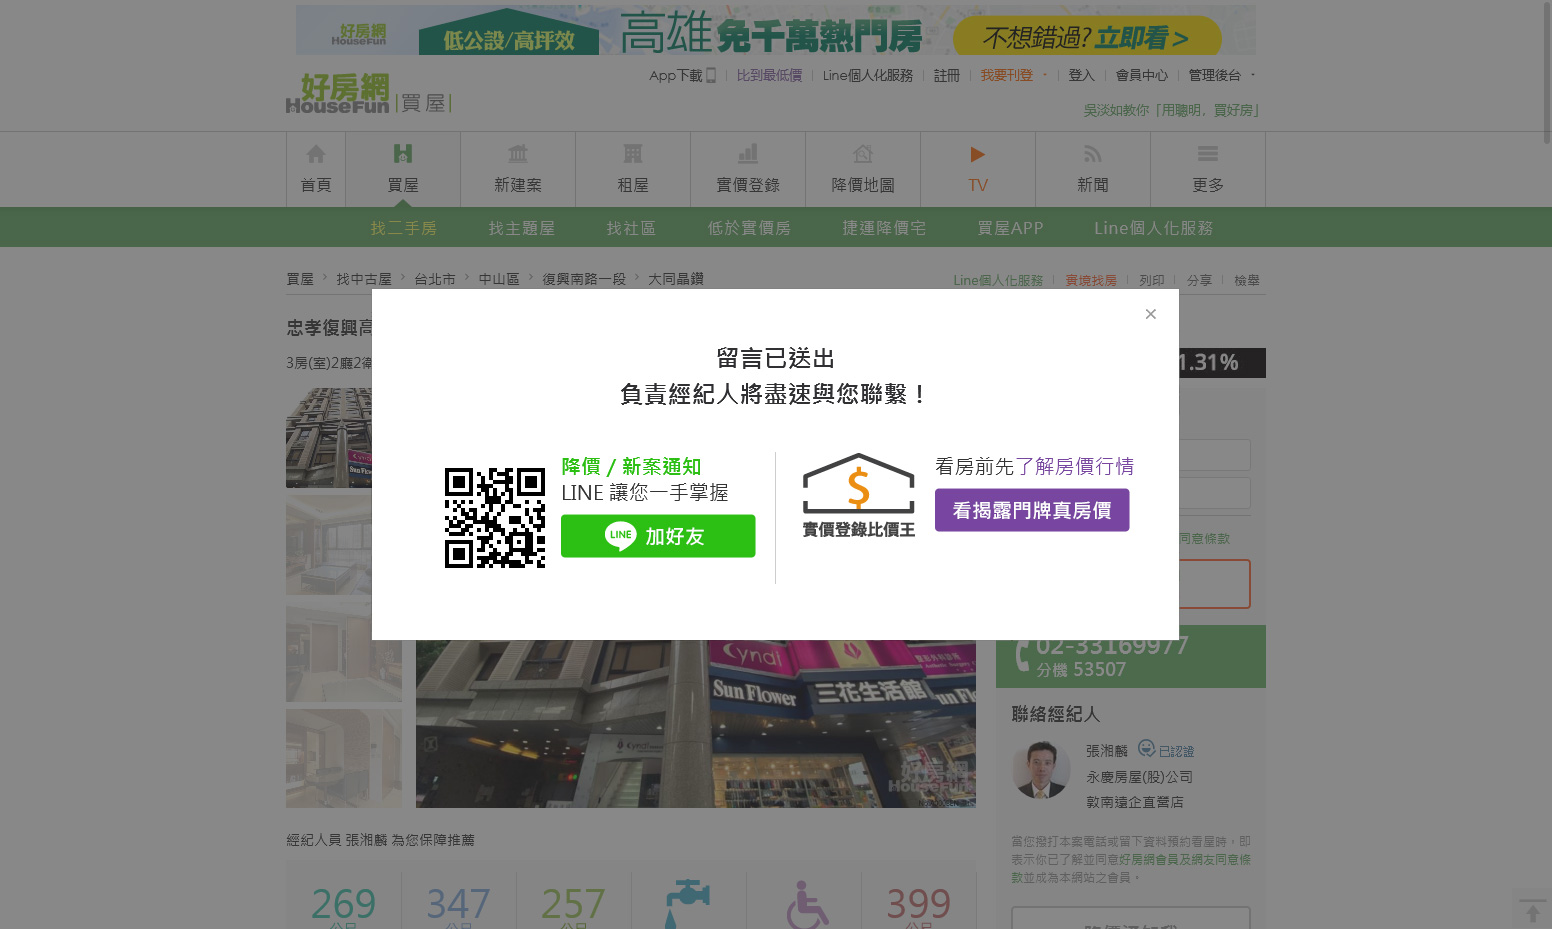 好房網
HouseFun
低公設/高坪效
高雄免千萬熱門房
不想錯過?立即看>
App下載
比到最低價
Line個人化服務
註冊
我要刊登
登入
會員中心
管理後台
好房網
HouseFun
買屋
吳淡如教你「用聰明，買好房」
首頁
買屋
新建案
租屋
實價登錄
降價地圖
TV
新聞
更多
找二手房
找主題屋
找社區
低於實價房
捷運降價宅
買屋APP
Line個人化服務
買屋 > 找中古屋 > 台北市 > 中山區 > 復興南路一段 > 大同晶鑽
Line個人化服務
實境找房
列印
分享
檢舉
忠孝復興高
3房(室)2廳2衛
1.31%
×
留言已送出
負責經紀人將盡速與您聯繫！
降價 / 新案通知
LINE 讓您一手掌握
LINE
加好友
$
實價登錄比價王
看房前先了解房價行情
看揭露門牌真房價
同意條款
02-33169977
分機 53507
cyndi
Sun Flower
三花生活館
Sun Flow
Cyndi
好房網
HouseFun
聯絡經紀人
張湘麟
已認證
永慶房屋(股)公司
敦南遠企直營店
經紀人員 張湘麟 為您保障推薦
當您撥打本案電話或留下資料預約看屋時，即
表示你已了解並同意好房網會員及網友同意條
款並成為本網站之會員。
269
公尺
347
公尺
257
公尺
399
公尺
降價通知我